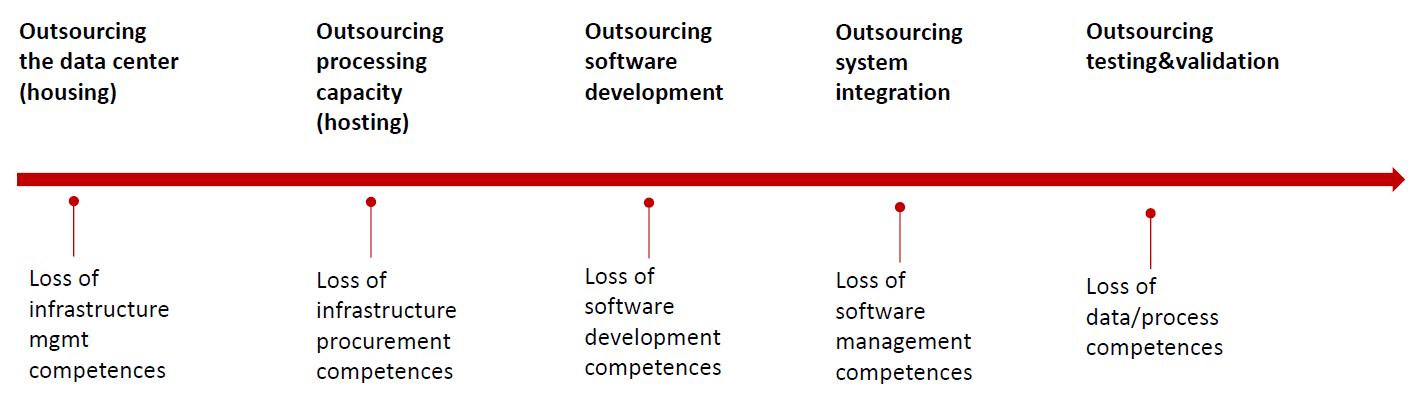 Outsourcing
the data center
(housing)
Outsourcing
processing
capacity
(hosting)
Outsourcing
software
development
Outsourcing
system
integration
Outsourcing
testing&validation
Loss of
infrastructure
mgmt
competences
Loss of
infrastructure
procurement
competences
Loss of
software
development
competences
Loss of
software
management
competences
Loss of
data/process
competences